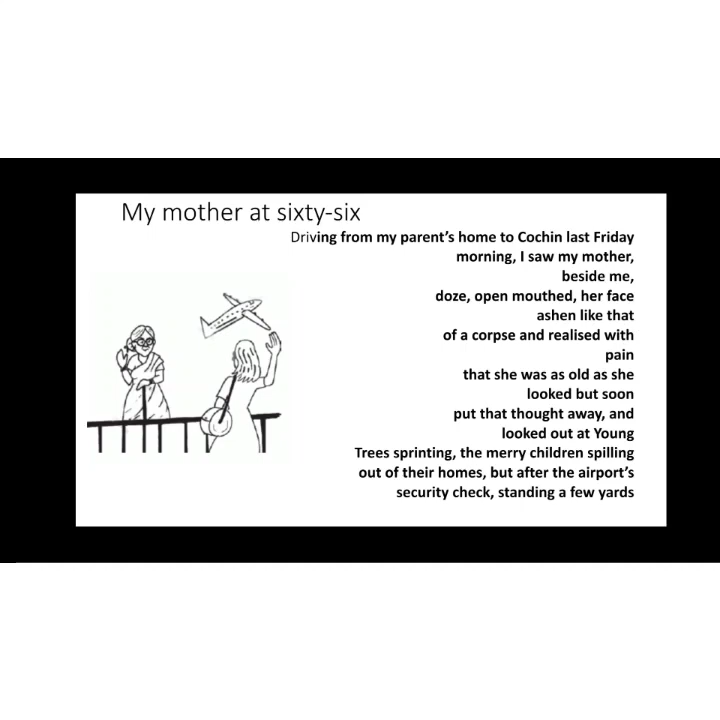 My mother at sixty-six
Driving from my parent's home to Cochin last Friday
morning, I saw my mother,
beside me,
doze, open mouthed, her face
ashen like that
of a corpse and realised with
pain
that she was as old as she
looked but soon
put that thought away, and
looked out at Young
Trees sprinting, the merry children spilling
out of their homes, but after the airport's
security check, standing a few yards